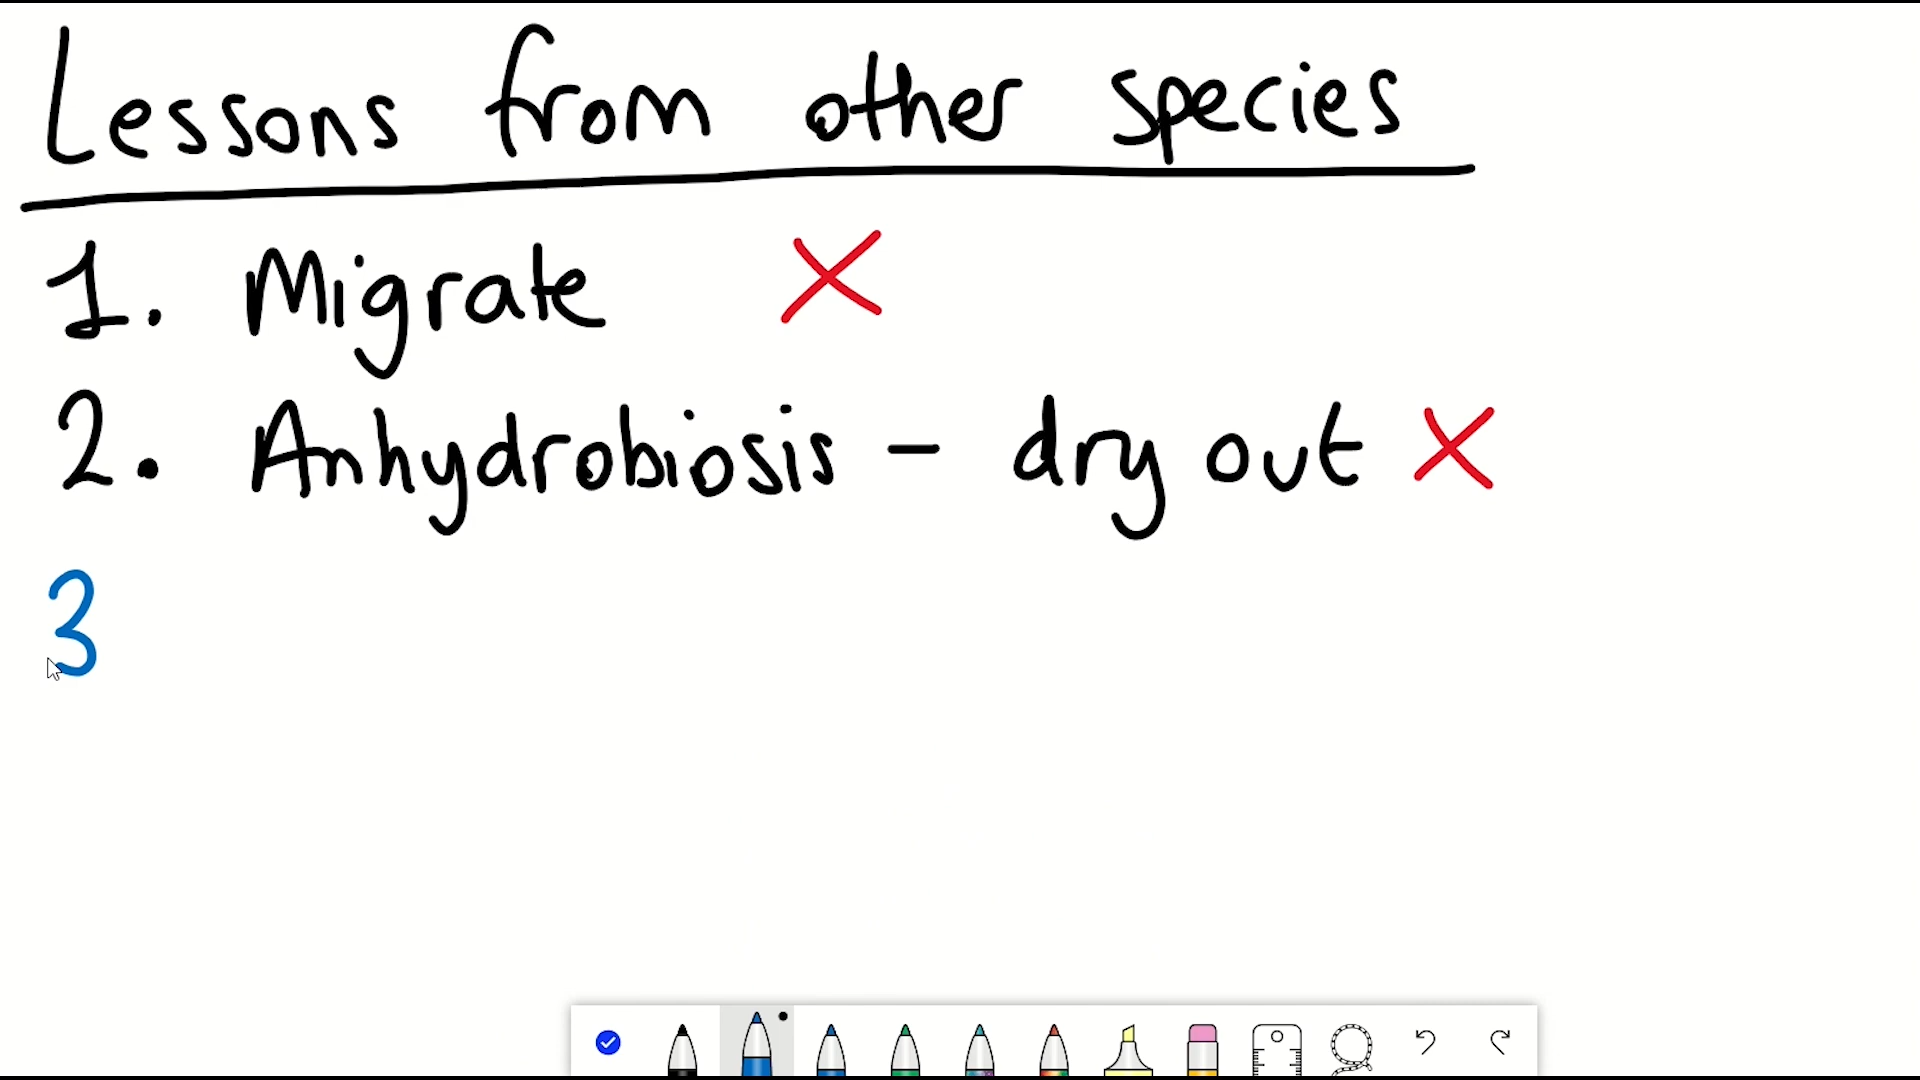 Lessons from other species
1. Migrate X
2. Anhydrobiosis - dry out X
3